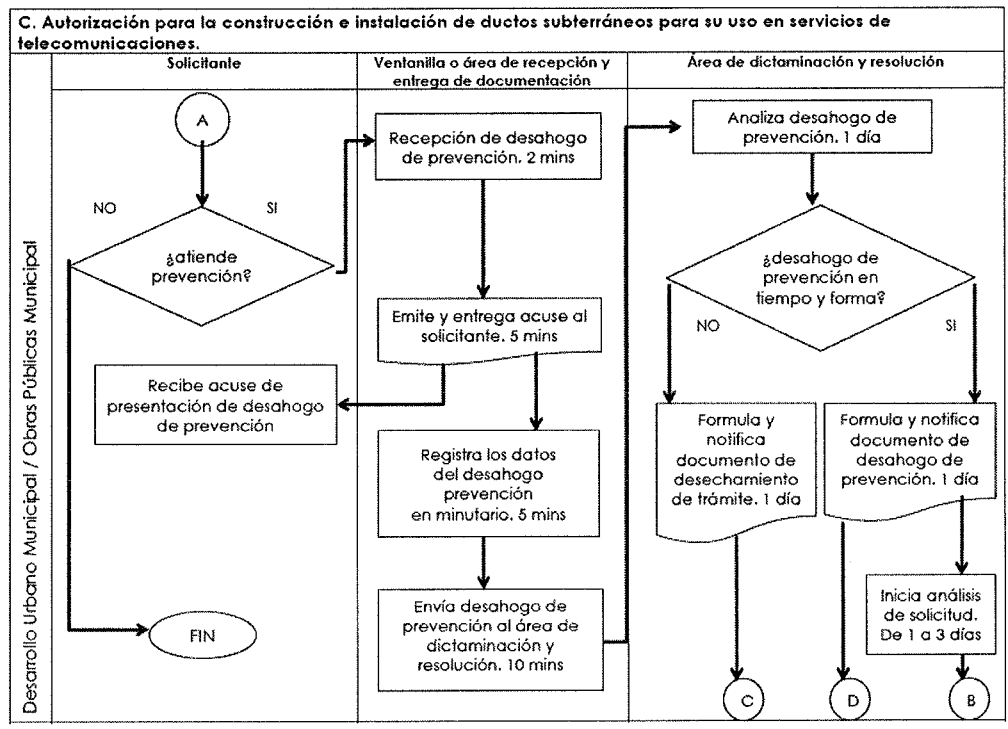 C. Autorización para la construcción e instalación de ductos subterráneos para su uso en servicios de
telecomunicaciones.
Solicitante
Ventanilla o área de recepción y
entrega de documentación
Área de dictaminación y resolución
Desarrollo Urbano Municipal / Obras Públicas Municipal
A
NO
SI
¿atiende
prevención?
Recibe acuse de
presentación de desahogo
de prevención
FIN
Recepción de desahogo
de prevención. 2 mins
Emite y entrega acuse al
solicitante. 5 mins
Registra los datos
del desahogo
prevención
en minutario. 5 mins
Envía desahogo de
prevención al área de
dictaminación y
resolución. 10 mins
Analiza desahogo de
prevención. 1 día
¿desahogo de
prevención en
tiempo y forma?
NO
SI
Formula y
notifica
documento de
desechamiento
de trámite. 1 día
Formula y notifica
documento de
desahogo de
prevención. 1 día
Inicia análisis
de solicitud.
De 1 a 3 días
C
D
B